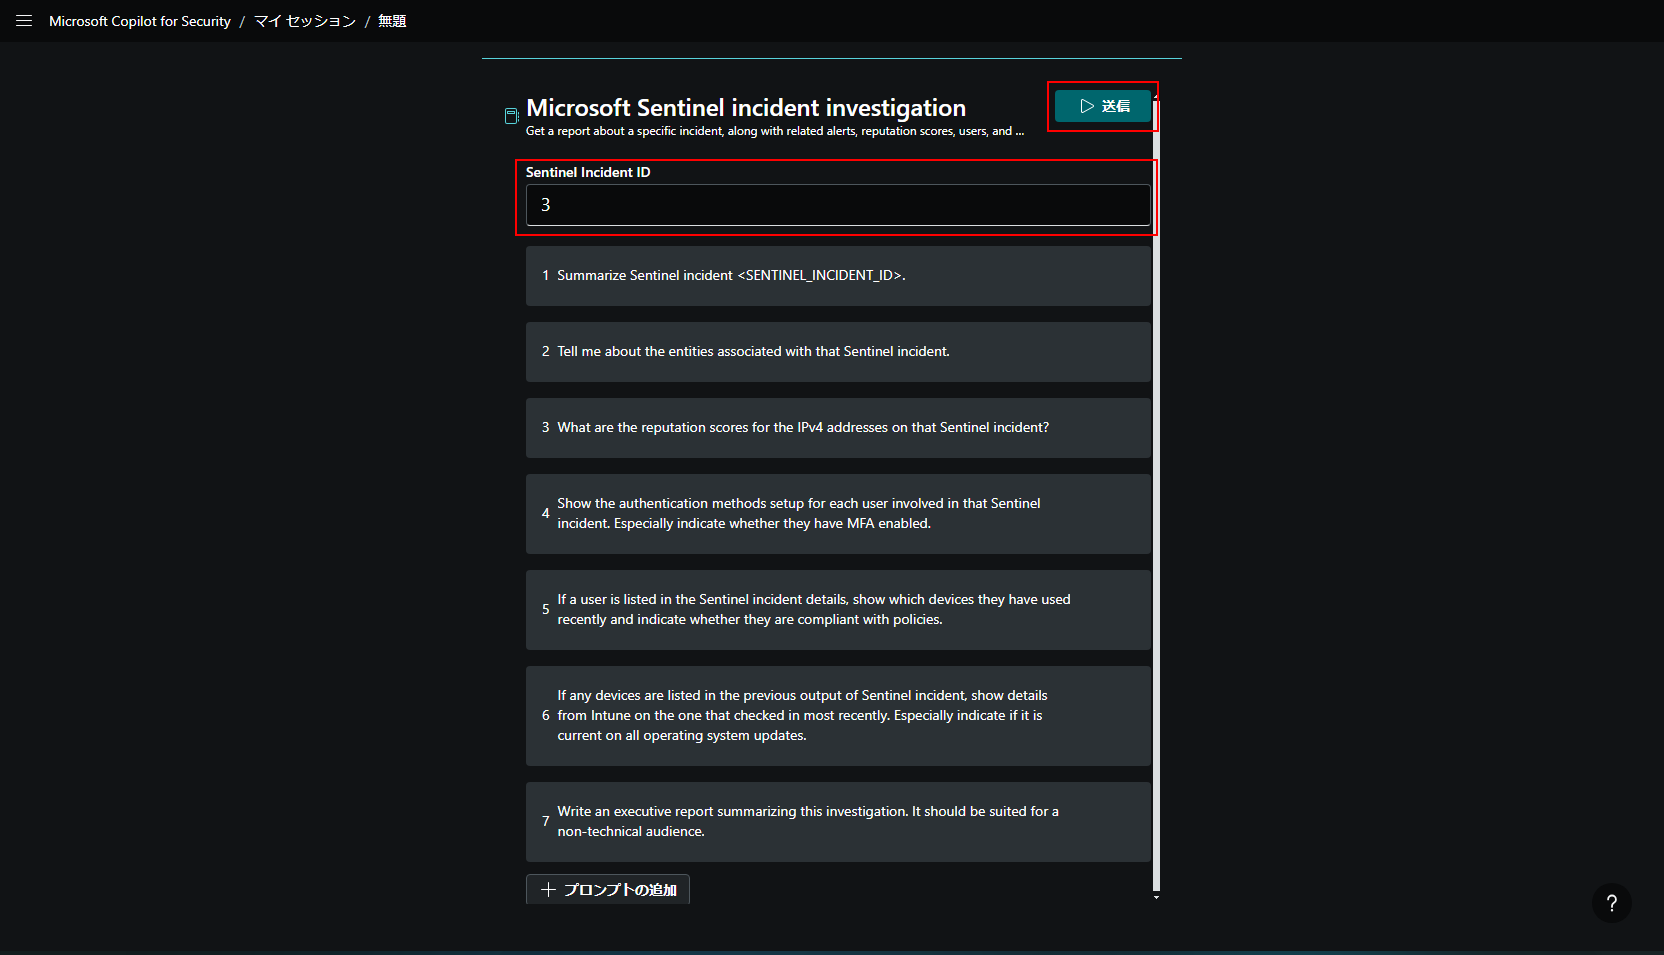 Microsoft Copilot for Security / マイ セッション / 無題
Microsoft Sentinel incident investigation
送信
Get a report about a specific incident, along with related alerts, reputation scores, users, and ...
Sentinel Incident ID
3
1 Summarize Sentinel incident <SENTINEL_INCIDENT_ID>.
2 Tell me about the entities associated with that Sentinel incident.
3 What are the reputation scores for the IPv4 addresses on that Sentinel incident?
4 Show the authentication methods setup for each user involved in that Sentinel
incident. Especially indicate whether they have MFA enabled.
5 If a user is listed in the Sentinel incident details, show which devices they have used
recently and indicate whether they are compliant with policies.
6 If any devices are listed in the previous output of Sentinel incident, show details
from Intune on the one that checked in most recently. Especially indicate if it is
current on all operating system updates.
7 Write an executive report summarizing this investigation. It should be suited for a
non-technical audience.
プロンプトの追加
?